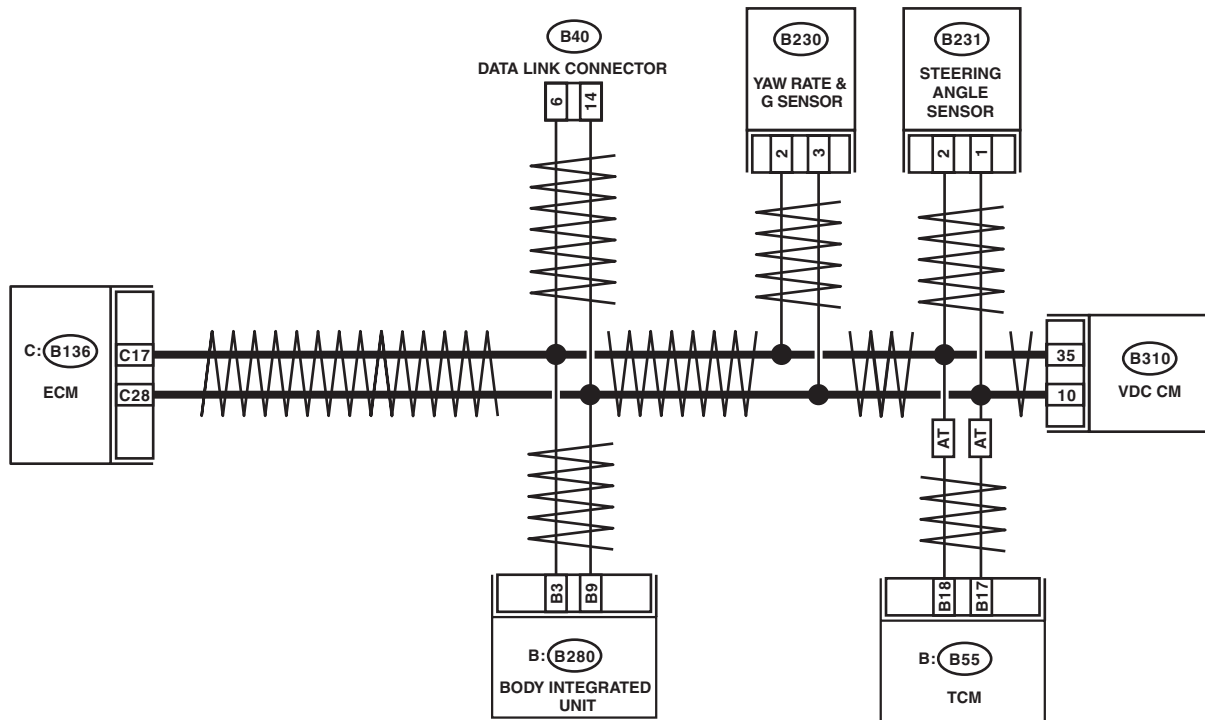 B40
DATA LINK CONNECTOR
6
14
B230
YAW RATE &
G SENSOR
2
3
B231
STEERING
ANGLE
SENSOR
2
1
C:
B136
ECM
C17
C28
35
10
B310
VDC CM
AT
AT
B3
B9
B:
B280
BODY INTEGRATED
UNIT
B18
B17
B:
B55
TCM